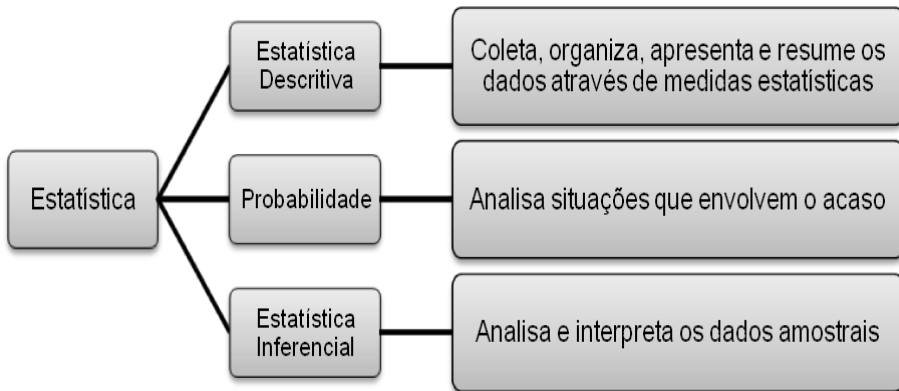 Estatística
Estatística
Descritiva
Coleta, organiza, apresenta e resume os
dados através de medidas estatísticas
Probabilidade
Analisa situações que envolvem o acaso
Estatística
Inferencial
Analisa e interpreta os dados amostrais